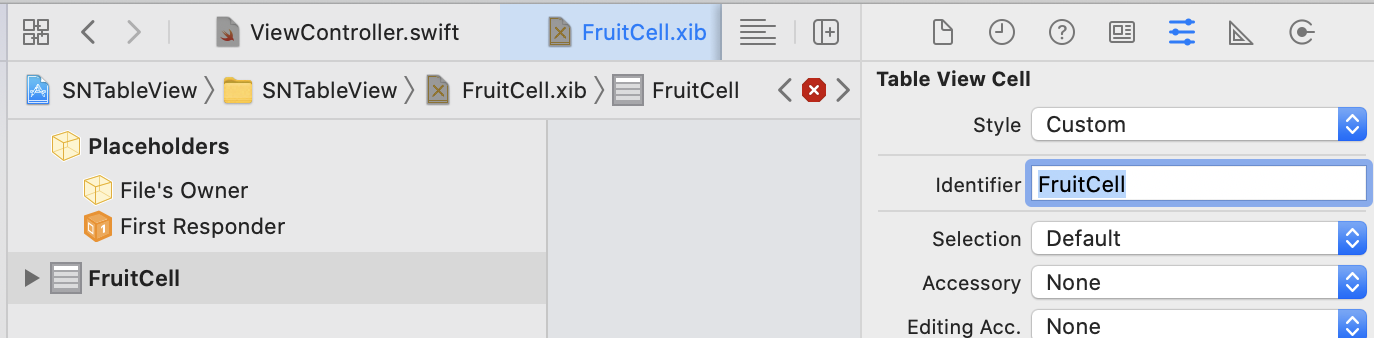 ViewController.swift
FruitCell.xib
SNTableView
SNTableView
FruitCell.xib
FruitCell
Placeholders
File's Owner
First Responder
FruitCell
Table View Cell
Style Custom
Identifier FruitCell
Selection Default
Accessory None
Editing Acc. None